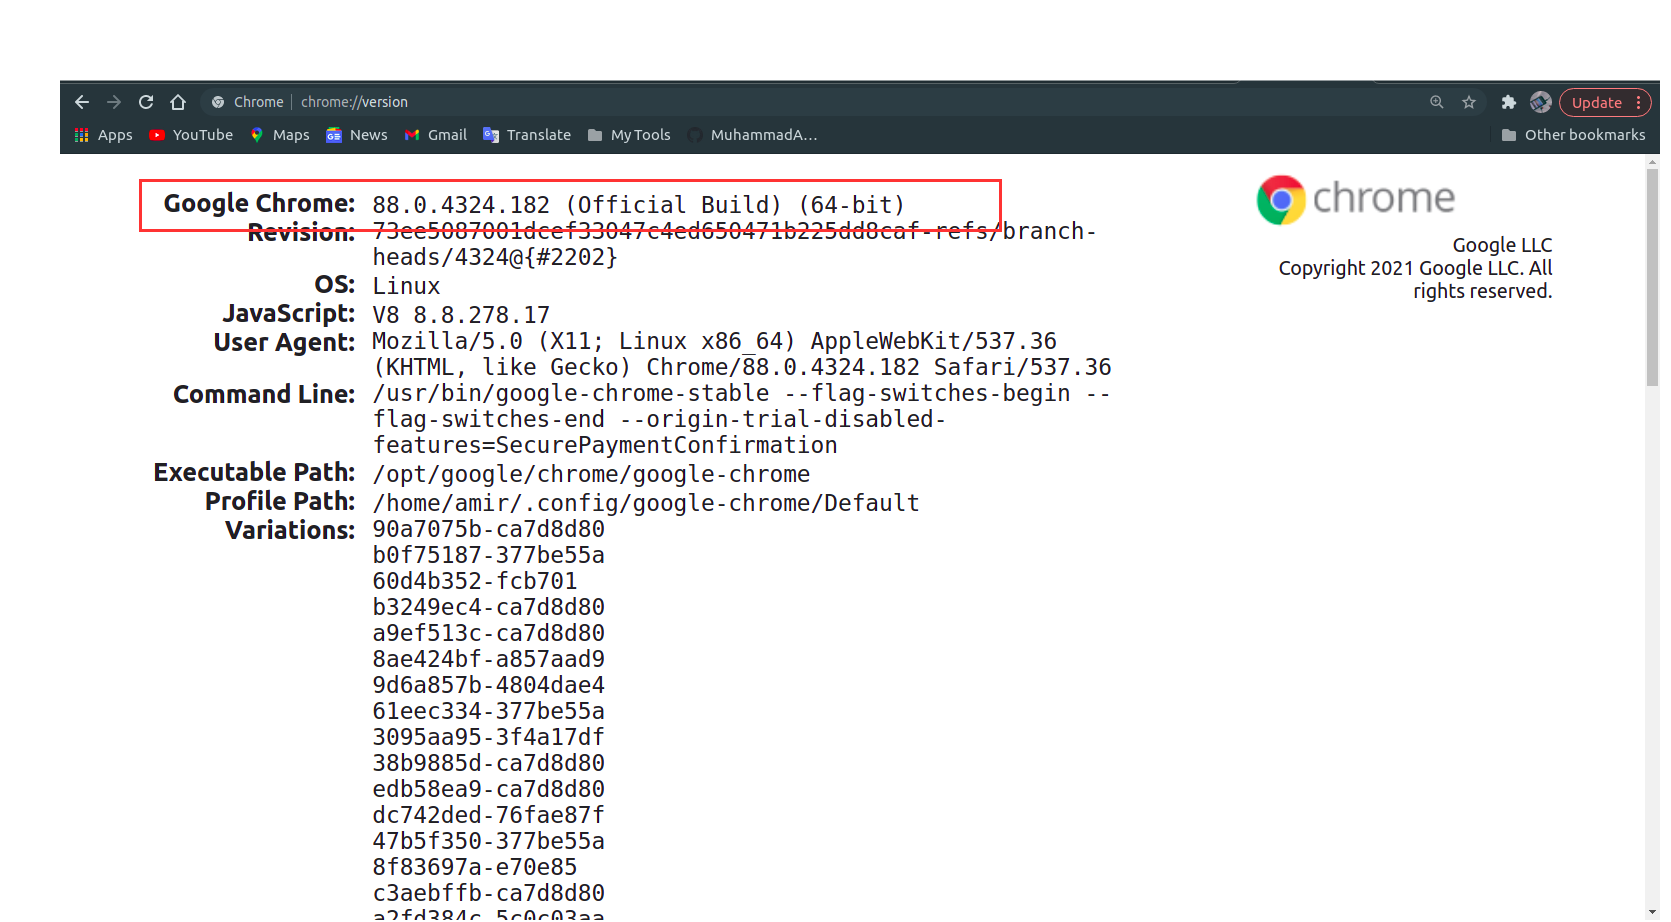 Chrome | chrome://version
Update
Apps YouTube Maps News Gmail Translate My Tools MuhammadA... Other bookmarks
Google Chrome: 88.0.4324.182 (Official Build) (64-bit)
Revision: 73ee5087001dcef33047c4ed650471b225dd8caf-refs/branch-
heads/4324@{#2202}
OS: Linux
JavaScript: V8 8.8.278.17
User Agent: Mozilla/5.0 (X11; Linux x86_64) AppleWebKit/537.36
(KHTML, like Gecko) Chrome/88.0.4324.182 Safari/537.36
Command Line: /usr/bin/google-chrome-stable --flag-switches-begin --
flag-switches-end --origin-trial-disabled-
features=SecurePaymentConfirmation
Executable Path: /opt/google/chrome/google-chrome
Profile Path: /home/amir/.config/google-chrome/Default
Variations: 90a7075b-ca7d8d80
b0f75187-377be55a
60d4b352-fcb701
b3249ec4-ca7d8d80
a9ef513c-ca7d8d80
8ae424bf-a857aad9
9d6a857b-4804dae4
61eec334-377be55a
3095aa95-3f4a17df
38b9885d-ca7d8d80
edb58ea9-ca7d8d80
dc742ded-76fae87f
47b5f350-377be55a
8f83697a-e70e85
c3aebffb-ca7d8d80
a2fd384c-5c0c03aa
chrome
Google LLC
Copyright 2021 Google LLC. All
rights reserved.